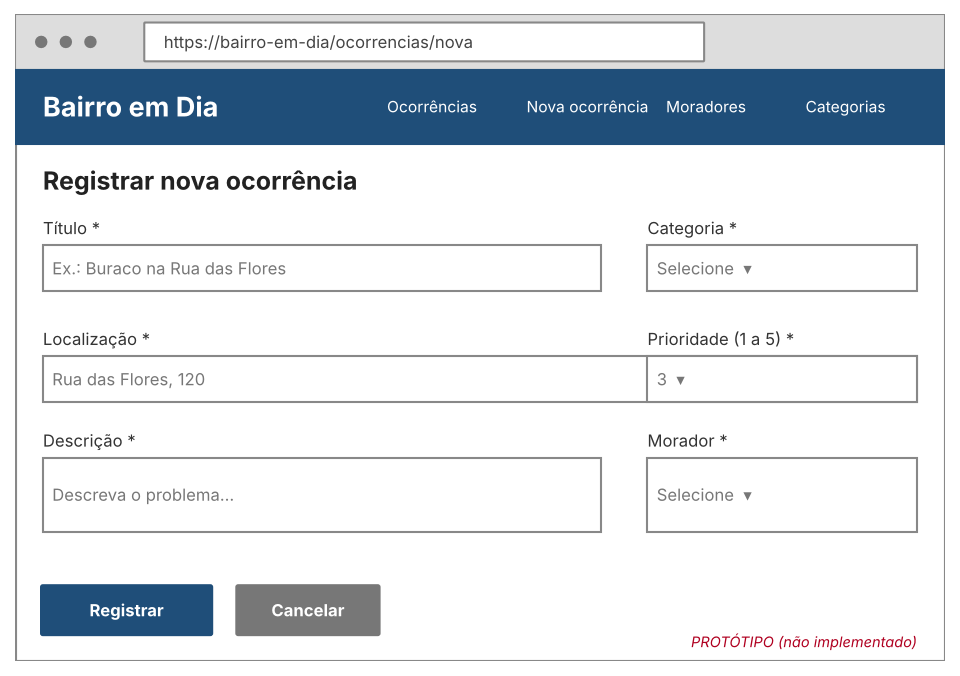 https://bairro-em-dia/ocorrencias/nova
Bairro em Dia
Ocorrências
Nova ocorrência
Moradores
Categorias
Registrar nova ocorrência
Título *
Categoria *
Ex.: Buraco na Rua das Flores
Selecione ▾
Localização *
Prioridade (1 a 5) *
Rua das Flores, 120
3 ▾
Descrição *
Morador *
Descreva o problema...
Selecione ▾
Registrar
Cancelar
PROTÓTIPO (não implementado)